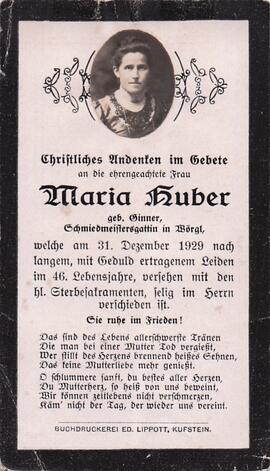 Christliches Andenken im Gebete
an die ehrengeachtete Frau
Maria Huber
geb. Ginner,
Schmiedmeistersgattin in Wörgl,
welche am 31. Dezember 1929 nach
langem, mit Geduld ertragenem Leiden
im 46. Lebensjahre, versehen mit den
hl. Sterbesakramenten, selig im Herrn
verschieden ist.
Sie ruhe im Frieden!
Das sind des Lebens allerschwerste Tränen
Die man bei einer Mutter Tod vergießt,
Wer stillt des Herzens brennend heißes Sehnen,
Das keine Mutterliebe mehr genießt.
O schlummere sanft, du bestes aller Herzen,
Du Mutterherz, so heiß von uns beweint,
Wir können zeitlebens nicht verschmerzen,
Käm' nicht der Tag, der wieder uns vereint.
BUCHDRUCKEREI ED. LIPPOTT, KUFSTEIN.